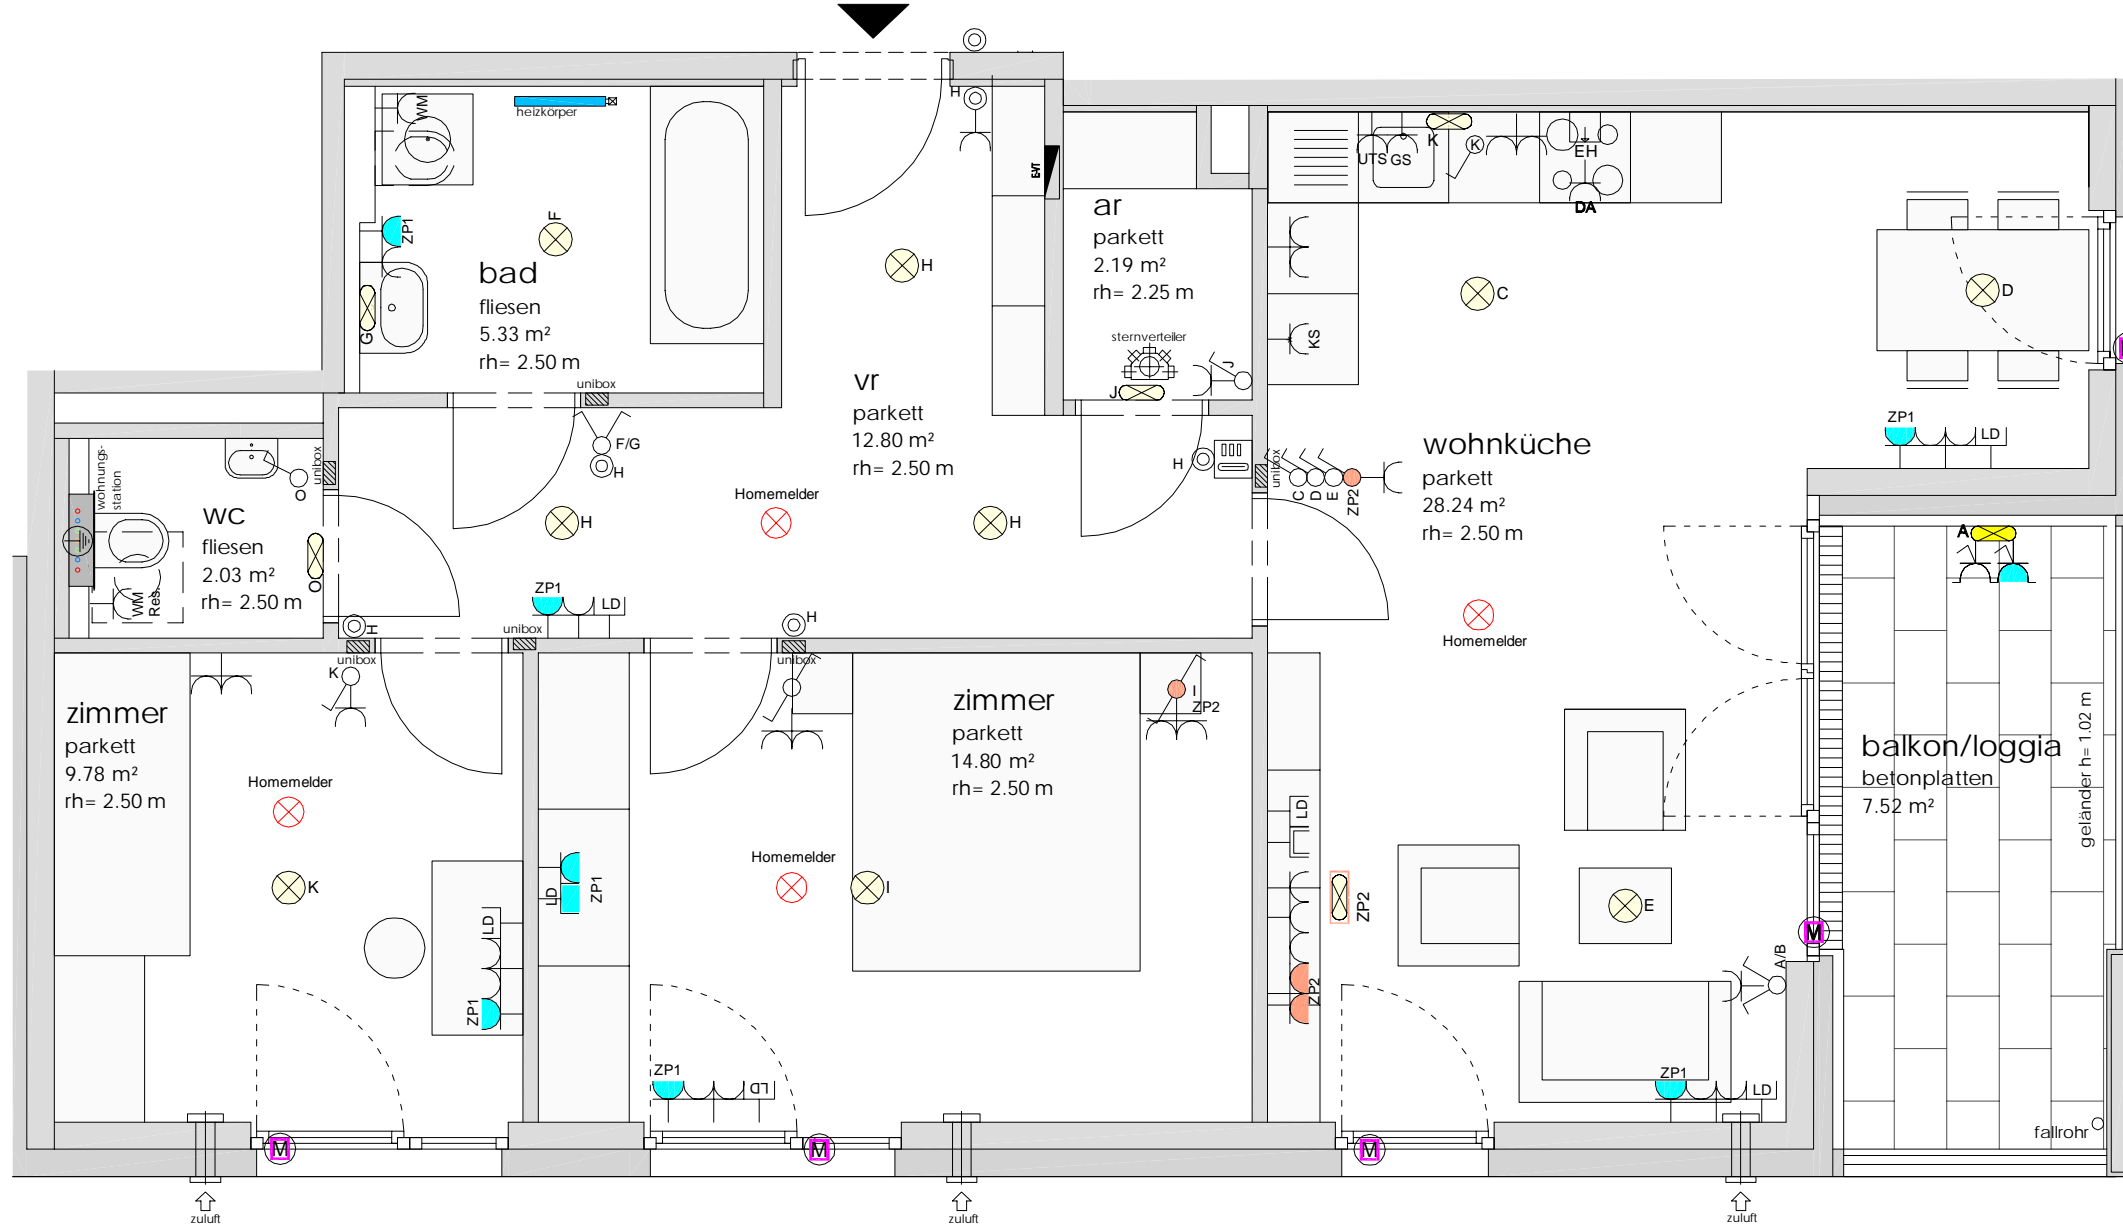 H
WM
heizkörper
E-VT
UTS
GS
K
K
EH
DA
ZP1
F
G
bad
fliesen
5.33 m²
rh= 2.50 m
H
ar
parkett
2.19 m²
rh= 2.25 m
sternverteiler
J
J
C
D
KS
unibox
F/G
H
vr
parkett
12.80 m²
rh= 2.50 m
wohnungs-
station
unibox
O
wc
fliesen
2.03 m²
rh= 2.50 m
O
WM
Res.
H
Homemelder
H
H
unibox
C
D
E
ZP2
wohnküche
parkett
28.24 m²
rh= 2.50 m
ZP1
LD
A
ZP1
LD
H
H
unibox
unibox
unibox
Homemelder
zimmer
parkett
9.78 m²
rh= 2.50 m
K
Homemelder
K
LD
ZP1
LD
ZP1
zimmer
parkett
14.80 m²
rh= 2.50 m
I
ZP2
Homemelder
I
ZP1
LD
LD
ZP2
ZP2
E
A/B
M
ZP1
LD
balkon/loggia
betonplatten
7.52 m²
geländer h= 1.02 m
fallrohr
M
M
M
zuluft
zuluft
zuluft